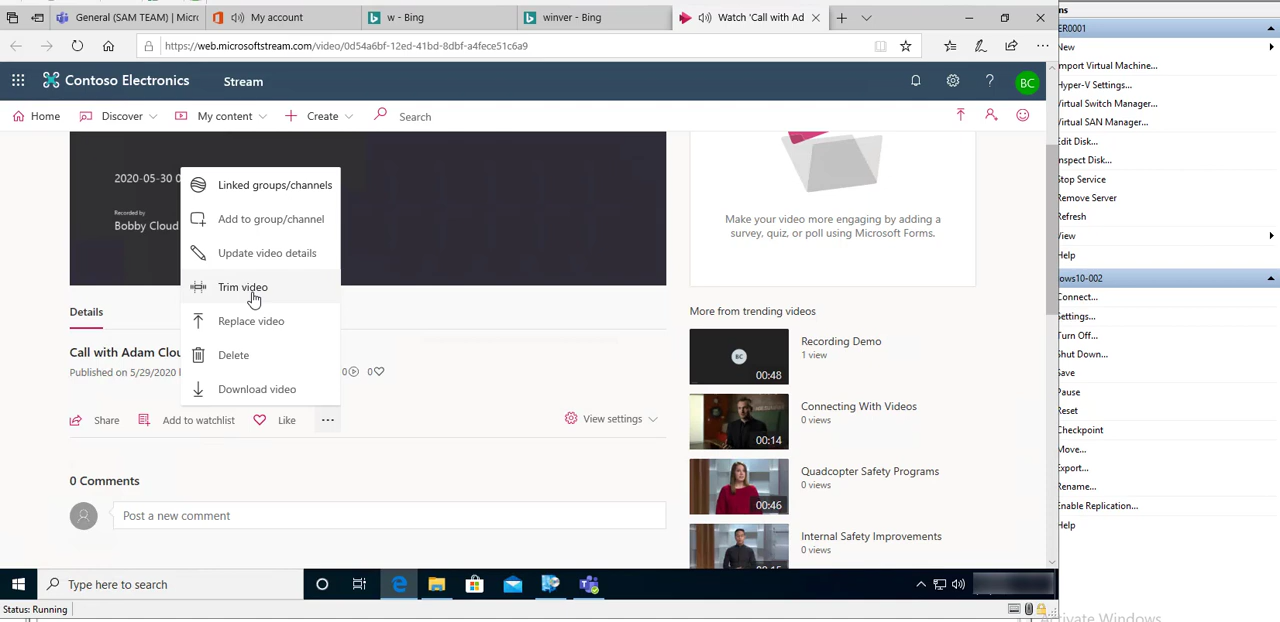 General (SAM TEAM) | Micr
My account
w - Bing
winver - Bing
Watch 'Call with Ad
https://web.microsoftstream.com/video/0d54a6bf-12ed-41bd-8dbf-a4fece51c6a9
Contoso Electronics
Stream
BC
Home
Discover
My content
Create
Search
2020-05-30 0
Recorded by
Bobby Cloud
Linked groups/channels
Add to group/channel
Update video details
Trim video
Replace video
Delete
Download video
Make your video more engaging by adding a
survey, quiz, or poll using Microsoft Forms.
Details
Call with Adam Clou
Published on 5/29/2020
0
0
Share
Add to watchlist
Like
View settings
0 Comments
Post a new comment
More from trending videos
BC
00:48
Recording Demo
1 view
00:14
Connecting With Videos
0 views
00:46
Quadcopter Safety Programs
0 views
Internal Safety Improvements
0 views
Type here to search
Status: Running
ns
ER0001
New
mport Virtual Machine...
Hyper-V Settings...
Virtual Switch Manager...
Virtual SAN Manager...
Edit Disk...
nspect Disk...
Stop Service
Remove Server
Refresh
View
Help
ows10-002
Connect...
Settings...
Turn Off...
Shut Down...
Save
Pause
Reset
Checkpoint
Move...
Export...
Rename...
Enable Replication...
Help
Activate Windows